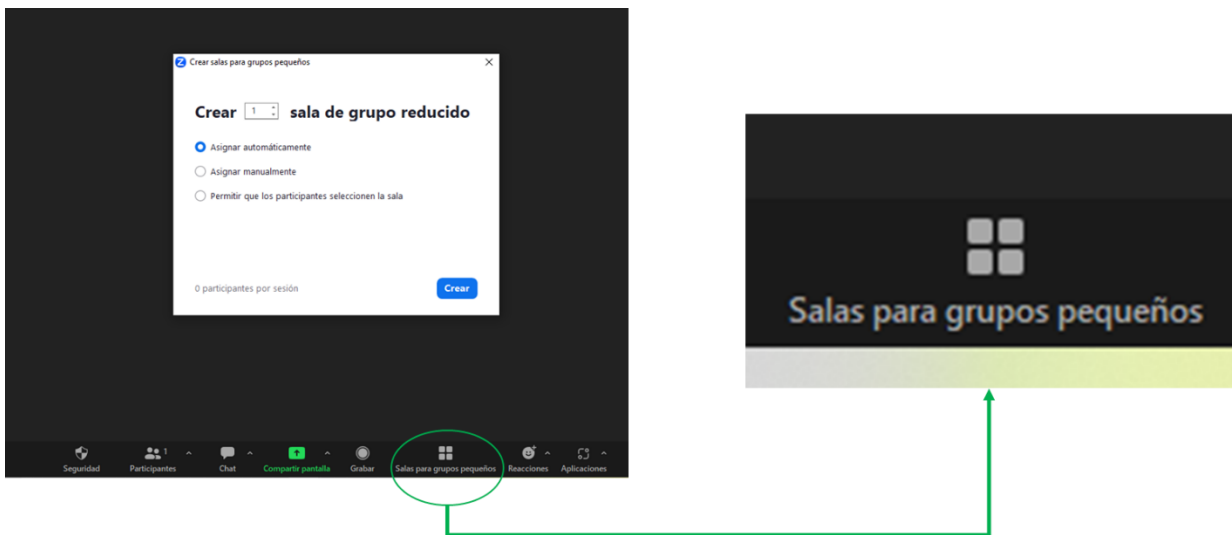 Crear salas para grupos pequeños
Crear 1 sala de grupo reducido
Asignar automáticamente
Asignar manualmente
Permitir que los participantes seleccionen la sala
0 participantes por sesión
Crear
1
Seguridad Participantes Chat Compartir pantalla Grabar Salas para grupos pequeños Reacciones Aplicaciones
Salas para grupos pequeños